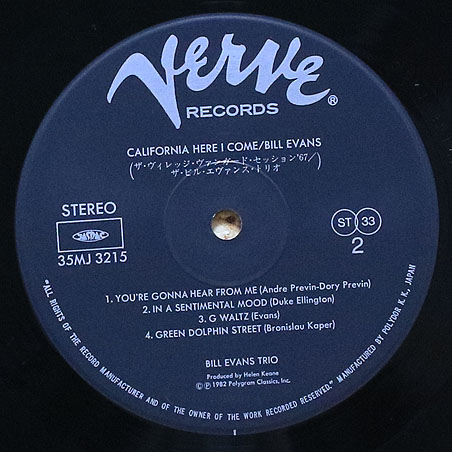 Verve
RECORDS ®
CALIFORNIA HERE I COME/BILL EVANS
(ザ・ヴィレッジ・ヴァンガード・セッション'67/
ザ・ビル・エヴァンス・トリオ)
STEREO
JASRAC
35MJ 3215
ST 33
2
1. YOU'RE GONNA HEAR FROM ME (Andre Previn-Dory Previn)
2. IN A SENTIMENTAL MOOD (Duke Ellington)
3. G WALTZ (Evans)
4. GREEN DOLPHIN STREET (Bronislau Kaper)
BILL EVANS TRIO
Produced by Helen Keane
©Ⓟ 1982 Polygram Classics, Inc.
"ALL RIGHTS OF THE RECORD MANUFACTURER AND OF THE OWNER OF THE WORK RECORDED RESERVED." MANUFACTURED BY POLYDOR K.K., JAPAN
1